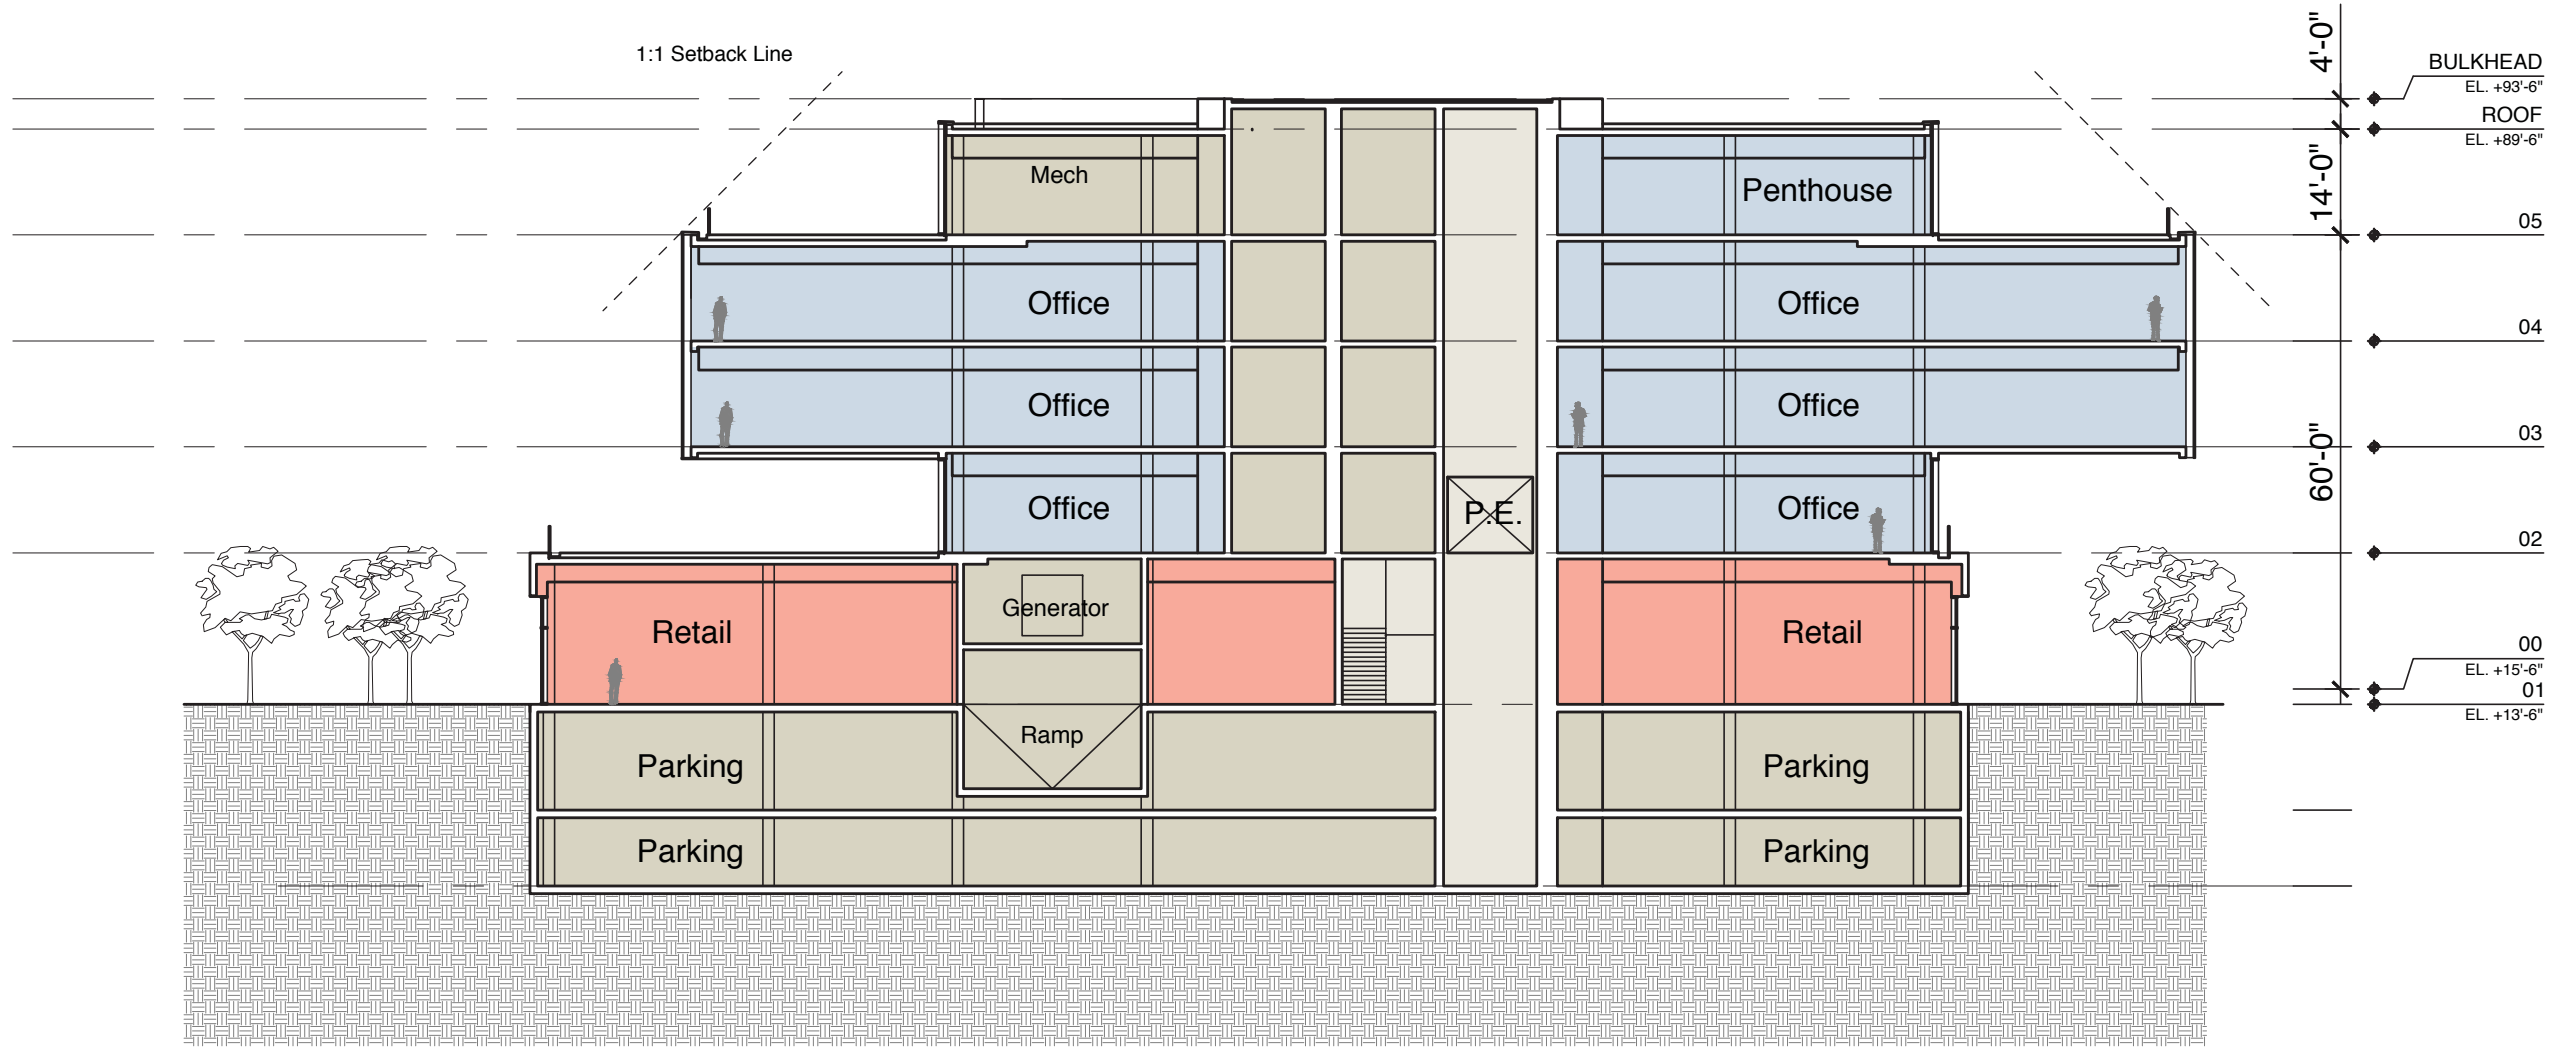 1:1 Setback Line
4'-0"
BULKHEAD
EL. +93'-6"
ROOF
EL. +89'-6"
14'-0"
Mech
Penthouse
05
Office
Office
04
Office
Office
03
60'-0"
Office
P.E.
Office
02
Retail
Generator
Retail
00
EL. +15'-6"
01
EL. +13'-6"
Ramp
Parking
Parking
Parking
Parking